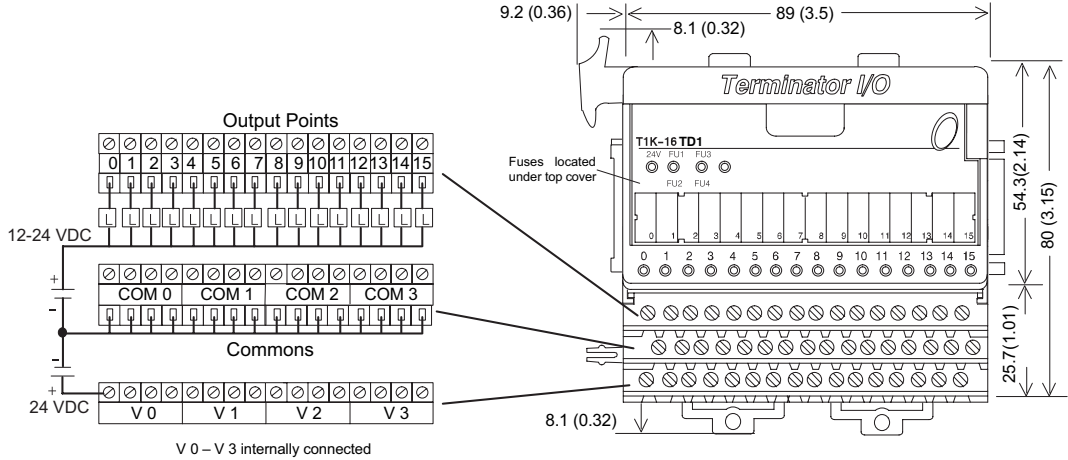 9.2 (0.36)
89 (3.5)
8.1 (0.32)
Terminator I/O
Output Points
0 1 2 3 4 5 6 7 8 9 10 11 12 13 14 15
L L L L L L L L L L L L L L L L
12-24 VDC
+
-
COM 0 COM 1 COM 2 COM 3
Commons
-
+
24 VDC
V 0 V 1 V 2 V 3
V 0 – V 3 internally connected
T1K-16 TD1
24V FU1 FU3
FU2 FU4
Fuses located
under top cover
0 1 2 3 4 5 6 7 8 9 10 11 12 13 14 15
0 1 2 3 4 5 6 7 8 9 10 11 12 13 14 15
54.3(2.14)
80 (3.15)
25.7(1.01)
8.1 (0.32)